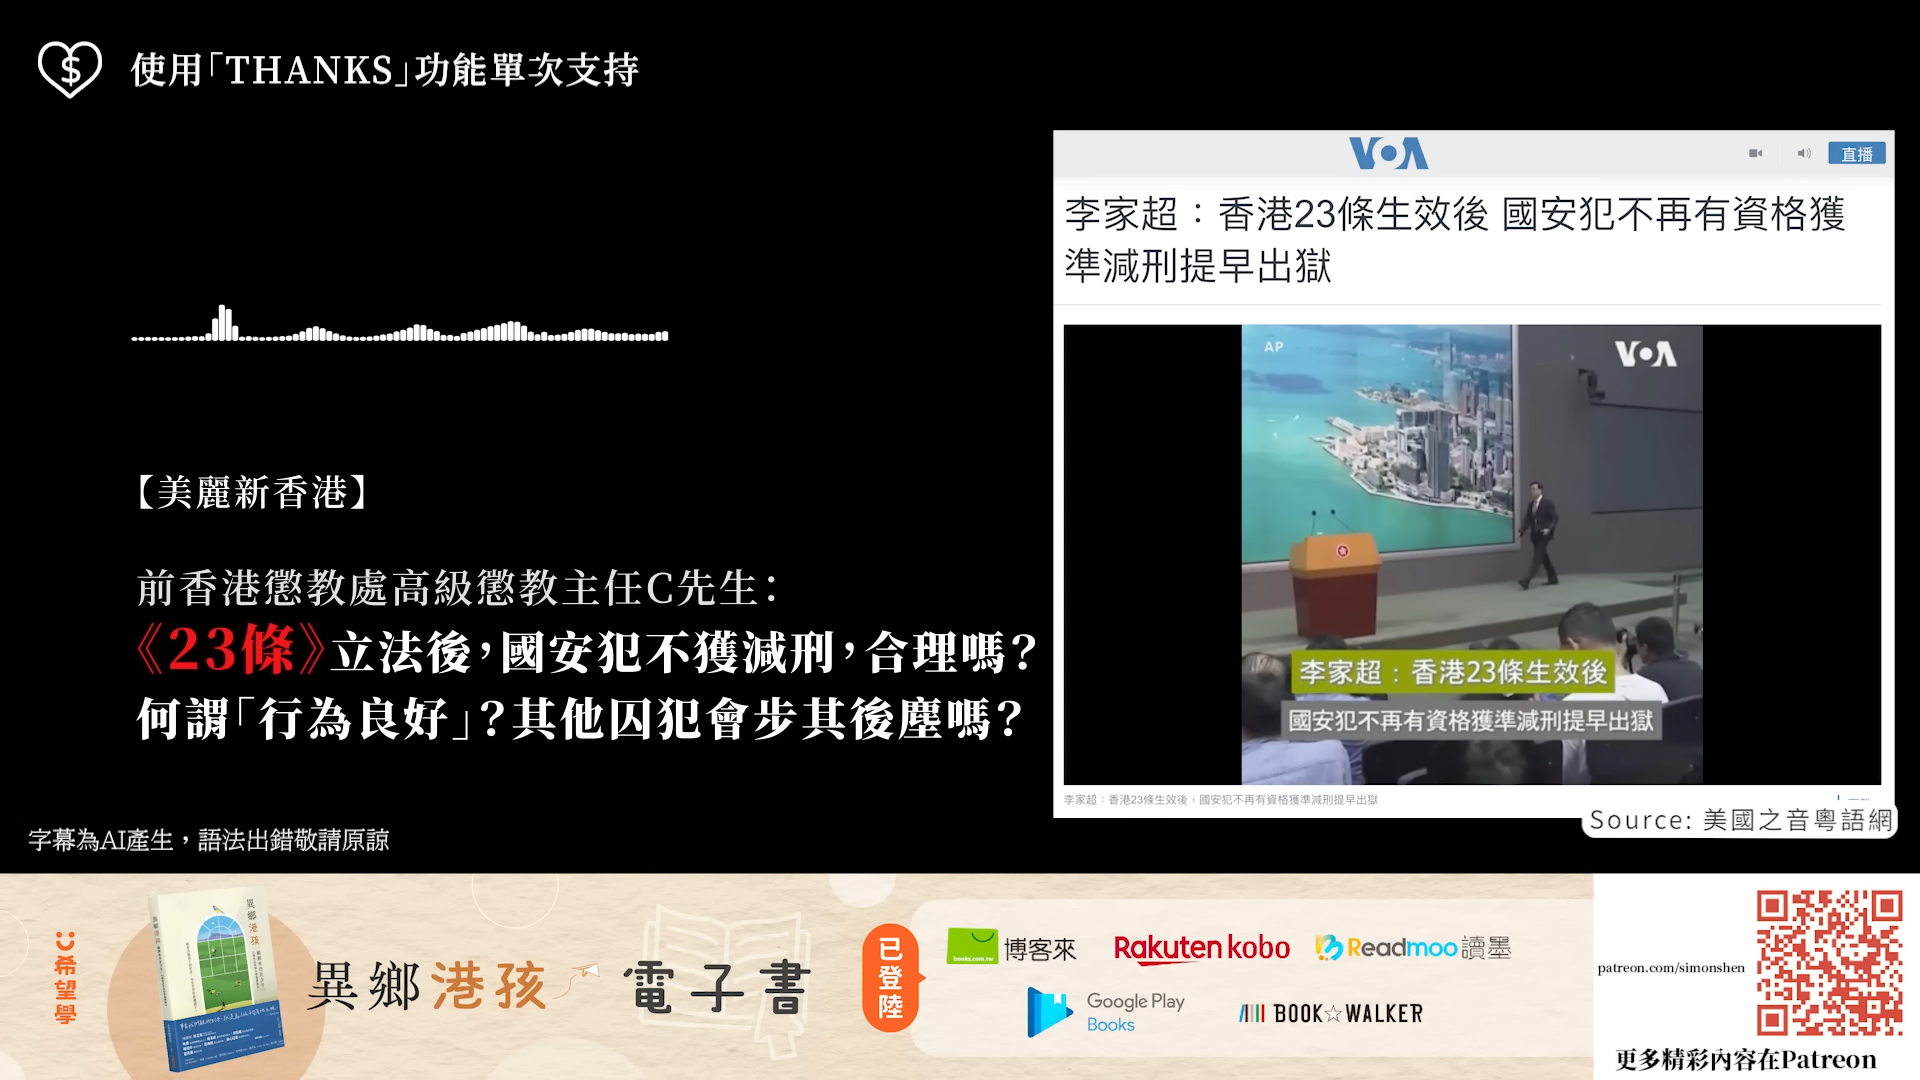 使用「THANKS」功能單次支持
VOA
直播
李家超：香港23條生效後 國安犯不再有資格獲
準減刑提早出獄
AP
VOA
李家超：香港23條生效後
國安犯不再有資格獲準減刑提早出獄
李家超：香港23條生效後，國安犯不再有資格獲準減刑提早出獄
Source: 美國之音粵語網
【美麗新香港】
前香港懲教處高級懲教主任C先生：
《23條》立法後，國安犯不獲減刑，合理嗎？
何謂「行為良好」？其他囚犯會步其後塵嗎？
字幕為AI產生，語法出錯敬請原諒
希望學
異鄉港孩
異鄉港孩 電子書
已登陸
books.com.tw
博客來
Rakuten kobo
Readmoo 讀墨
Google Play
Books
BOOK☆WALKER
patreon.com/simonshen
更多精彩內容在Patreon